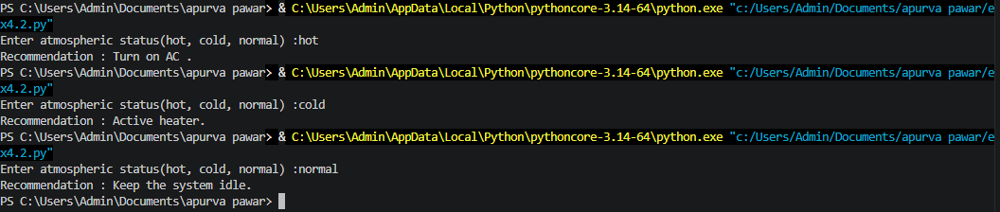 PS C:\Users\Admin\Documents\apurva pawar> & C:\Users\Admin\AppData\Local\Python\pythoncore-3.14-64\python.exe "c:/Users/Admin/Documents/apurva pawar/e
x4.2.py"
Enter atmospheric status(hot, cold, normal) :hot
Recommendation : Turn on AC .
PS C:\Users\Admin\Documents\apurva pawar> & C:\Users\Admin\AppData\Local\Python\pythoncore-3.14-64\python.exe "c:/Users/Admin/Documents/apurva pawar/e
x4.2.py"
Enter atmospheric status(hot, cold, normal) :cold
Recommendation : Active heater.
PS C:\Users\Admin\Documents\apurva pawar> & C:\Users\Admin\AppData\Local\Python\pythoncore-3.14-64\python.exe "c:/Users/Admin/Documents/apurva pawar/e
x4.2.py"
Enter atmospheric status(hot, cold, normal) :normal
Recommendation : Keep the system idle.
PS C:\Users\Admin\Documents\apurva pawar>